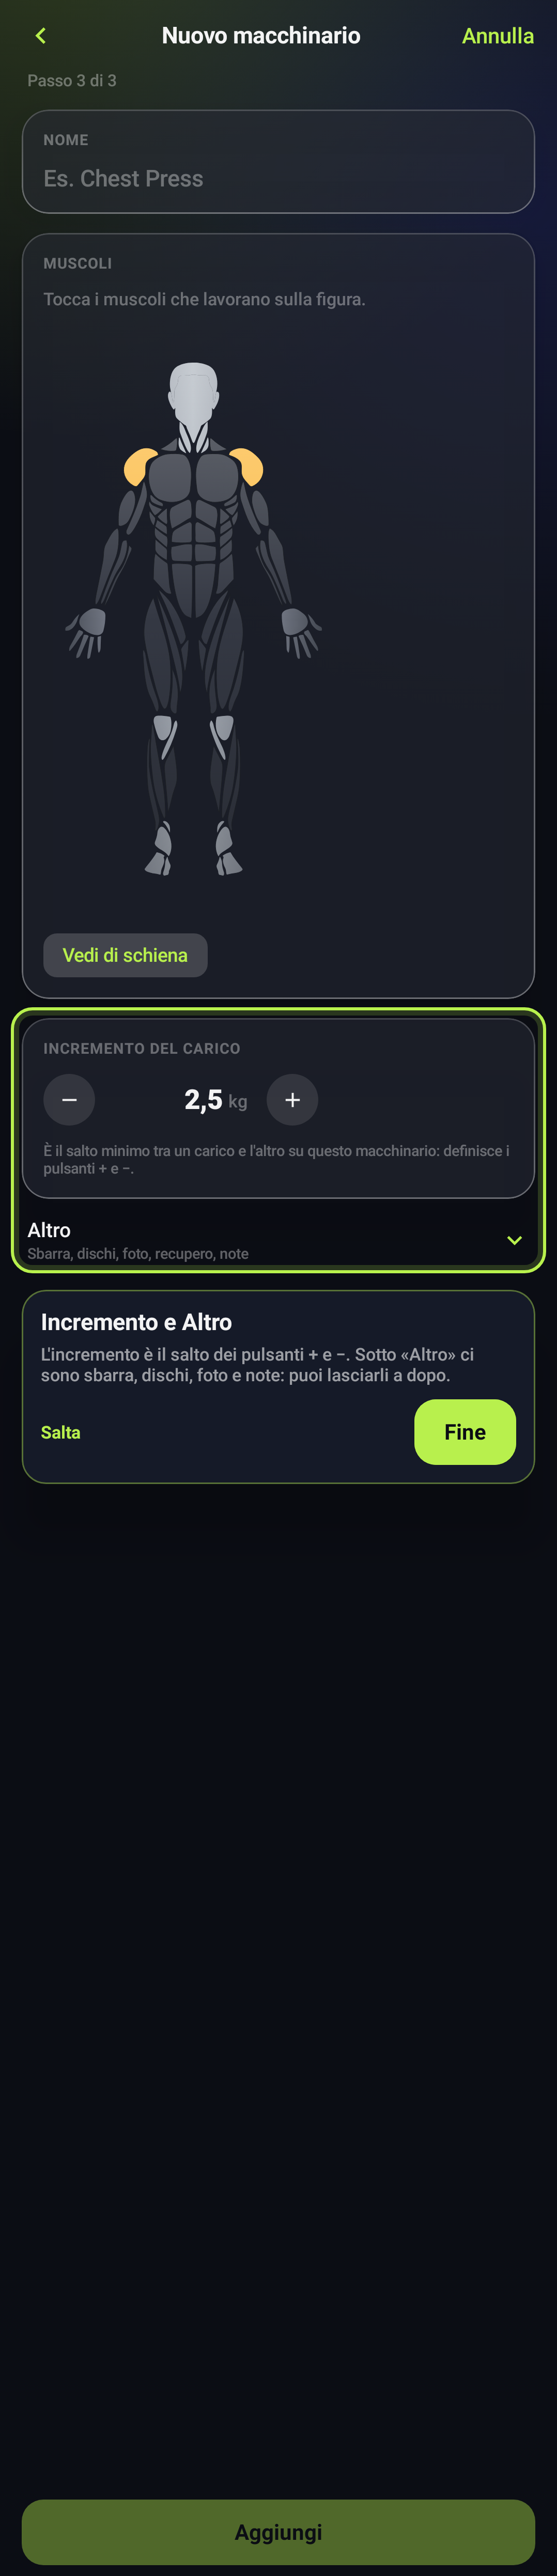 Nuovo macchinario
Annulla
Passo 3 di 3
NOME
Es. Chest Press
MUSCOLI
Tocca i muscoli che lavorano sulla figura.
Vedi di schiena
INCREMENTO DEL CARICO
− 2,5 kg +
È il salto minimo tra un carico e l'altro su questo macchinario: definisce i
pulsanti + e −.
Altro
Sbarra, dischi, foto, recupero, note
Incremento e Altro
L'incremento è il salto dei pulsanti + e −. Sotto «Altro» ci
sono sbarra, dischi, foto e note: puoi lasciarli a dopo.
Salta
Fine
Aggiungi